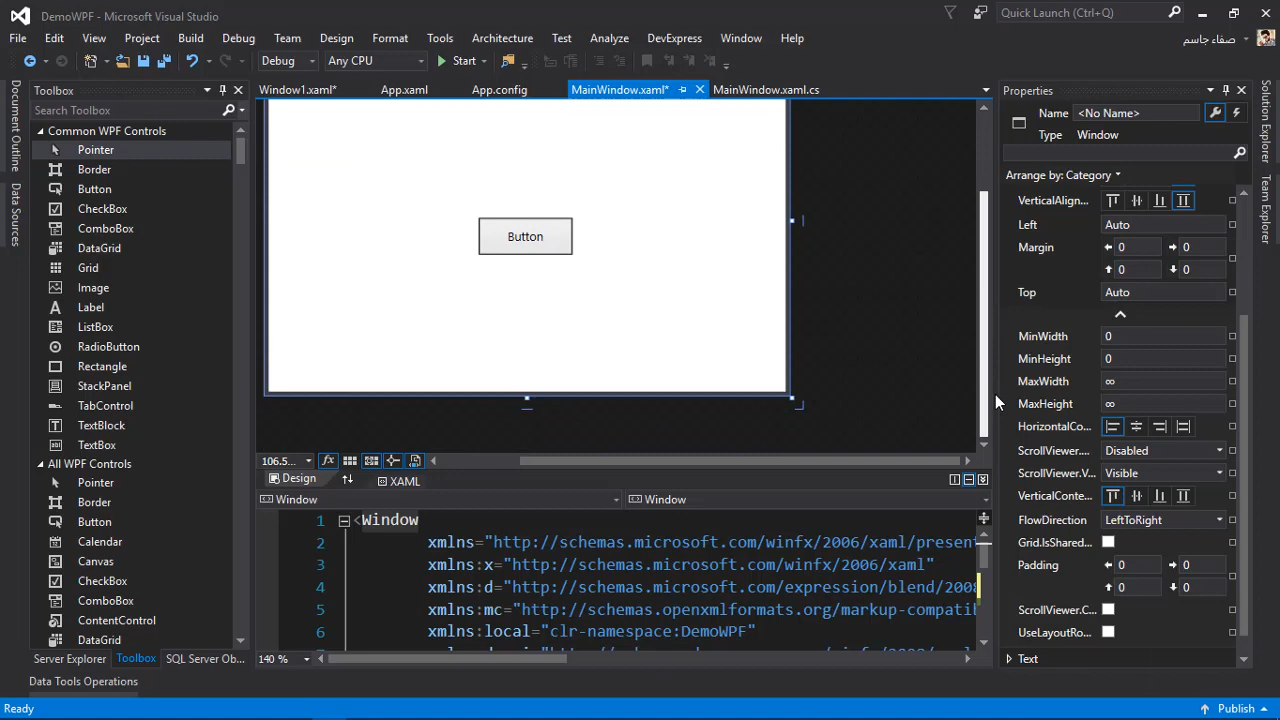 DemoWPF - Microsoft Visual Studio
Quick Launch (Ctrl+Q)
File Edit View Project Build Debug Team Design Format Tools Architecture Test Analyze DevExpress Window Help
صفاء جاسم
Debug Any CPU Start
Document Outline
Data Sources
Toolbox
Search Toolbox
Common WPF Controls
Pointer
Border
Button
CheckBox
ComboBox
DataGrid
Grid
Image
Label
ListBox
RadioButton
Rectangle
StackPanel
TabControl
TextBlock
TextBox
All WPF Controls
Pointer
Border
Button
Calendar
Canvas
CheckBox
ComboBox
ContentControl
DataGrid
Server Explorer Toolbox SQL Server Ob...
Data Tools Operations
Window1.xaml* App.xaml App.config MainWindow.xaml* MainWindow.xaml.cs
Button
106.5...
Design XAML
Window Window
1 <Window
2 xmlns="http://schemas.microsoft.com/winfx/2006/xaml/presen
3 xmlns:x="http://schemas.microsoft.com/winfx/2006/xaml"
4 xmlns:d="http://schemas.microsoft.com/expression/blend/2008
5 xmlns:mc="http://schemas.openxmlformats.org/markup-compatib
6 xmlns:local="clr-namespace:DemoWPF"
140 %
Properties
Name <No Name>
Type Window
Arrange by: Category
VerticalAlign...
Left Auto
Margin 0 0
0 0
Top Auto
MinWidth 0
MinHeight 0
MaxWidth ∞
MaxHeight ∞
HorizontalCo...
ScrollViewer... Disabled
ScrollViewer.V... Visible
VerticalConte...
FlowDirection LeftToRight
Grid.IsShared...
Padding 0 0
0 0
ScrollViewer.C...
UseLayoutRo...
Text
Solution Explorer
Team Explorer
Ready
Publish